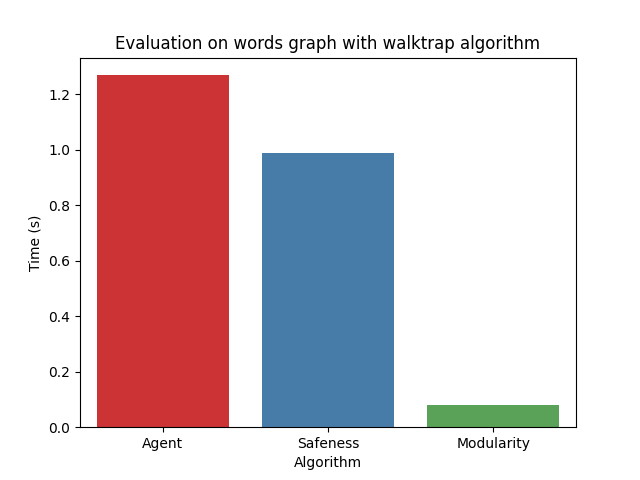 Evaluation on words graph with walktrap algorithm
1.2
1.0
0.8
0.6
0.4
0.2
0.0
Time (s)
Agent Safeness Modularity
Algorithm